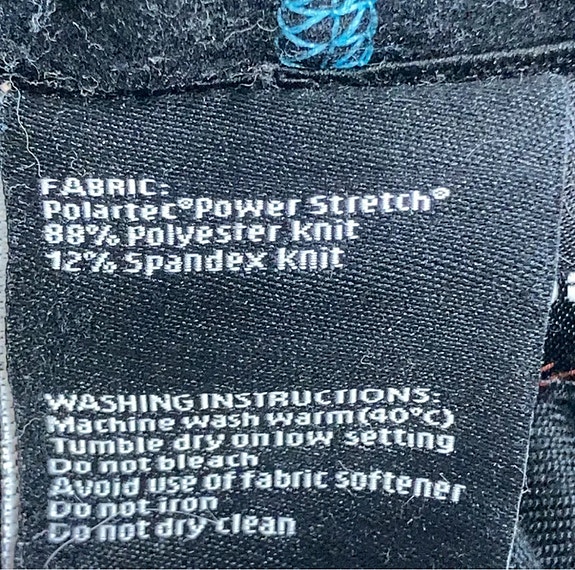 FABRIC:
Polartec®Power Stretch®
88% Polyester knit
12% Spandex knit
WASHING INSTRUCTIONS:
Machine wash warm(40°C)
Tumble dry on low setting
Do not bleach
Avoid use of fabric softener
Do not iron
Do not dry clean